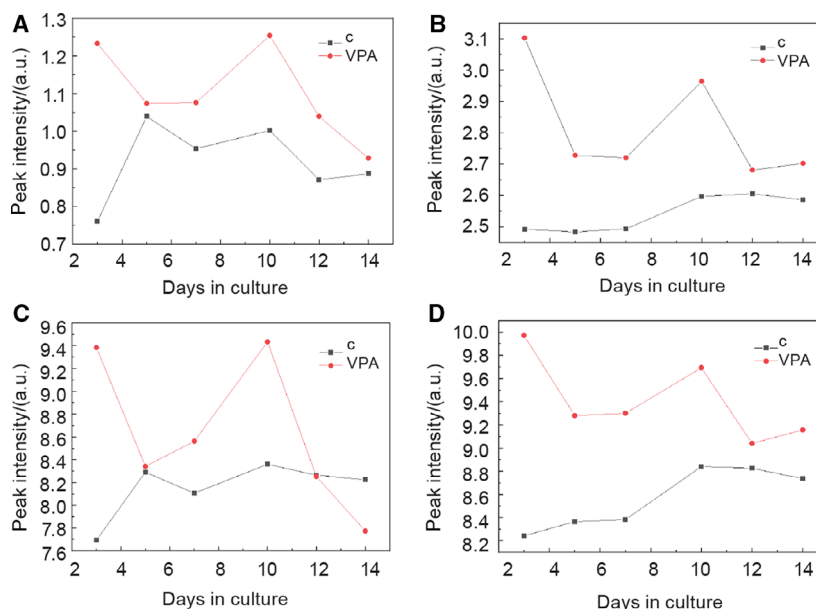 A
Peak intensity/(a.u.)
1.3
1.2
1.1
1.0
0.9
0.8
0.7
2 4 6 8 10 12 14
Days in culture
c
VPA
B
Peak intensity/(a.u.)
3.1
3.0
2.9
2.8
2.7
2.6
2.5
2 4 6 8 10 12 14
Days in culture
c
VPA
C
Peak intensity/(a.u.)
9.6
9.4
9.2
9.0
8.8
8.6
8.4
8.2
8.0
7.8
7.6
2 4 6 8 10 12 14
Days in culture
c
VPA
D
Peak intensity/(a.u.)
10.0
9.8
9.6
9.4
9.2
9.0
8.8
8.6
8.4
8.2
2 4 6 8 10 12 14
Days in culture
c
VPA